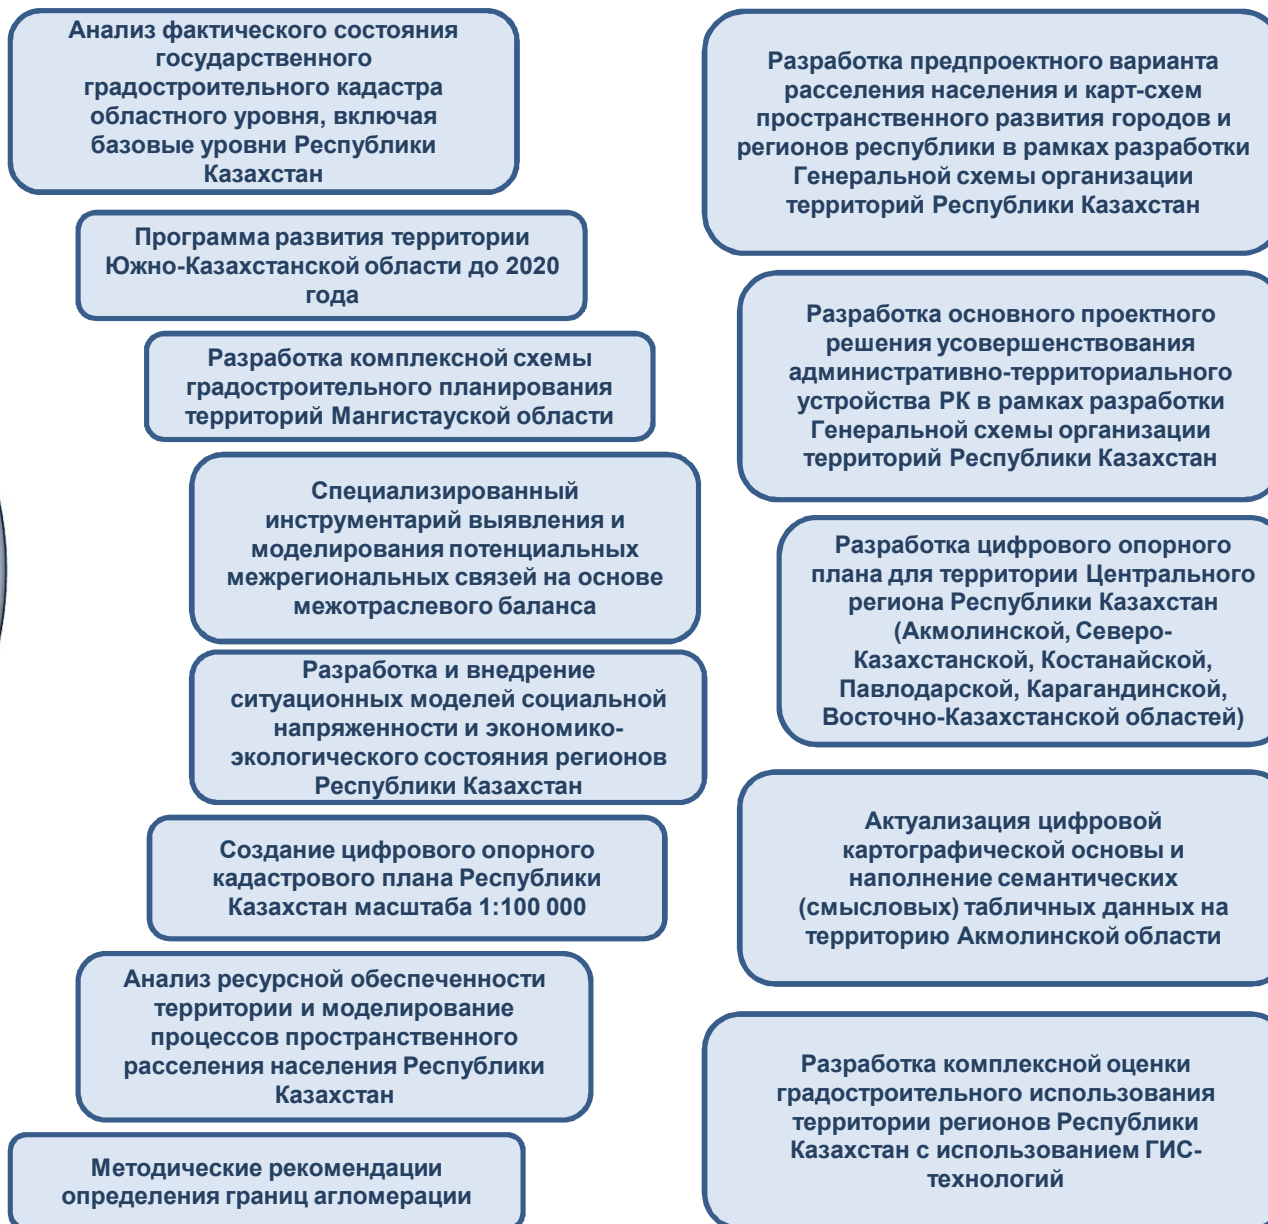 Анализ фактического состояния
государственного
градостроительного кадастра
областного уровня, включая
базовые уровни Республики
Казахстан
Программа развития территории
Южно-Казахстанской области до 2020
года
Разработка комплексной схемы
градостроительного планирования
территорий Мангистауской области
Специализированный
инструментарий выявления и
моделирования потенциальных
межрегиональных связей на основе
межотраслевого баланса
Разработка и внедрение
ситуационных моделей социальной
напряженности и экономико-
экологического состояния регионов
Республики Казахстан
Создание цифрового опорного
кадастрового плана Республики
Казахстан масштаба 1:100 000
Анализ ресурсной обеспеченности
территории и моделирование
процессов пространственного
расселения населения Республики
Казахстан
Методические рекомендации
определения границ агломерации
Разработка предпроектного варианта
расселения населения и карт-схем
пространственного развития городов и
регионов республики в рамках разработки
Генеральной схемы организации
территорий Республики Казахстан
Разработка основного проектного
решения усовершенствования
административно-территориального
устройства РК в рамках разработки
Генеральной схемы организации
территорий Республики Казахстан
Разработка цифрового опорного
плана для территории Центрального
региона Республики Казахстан
(Акмолинской, Северо-
Казахстанской, Костанайской,
Павлодарской, Карагандинской,
Восточно-Казахстанской областей)
Актуализация цифровой
картографической основы и
наполнение семантических
(смысловых) табличных данных на
территорию Акмолинской области
Разработка комплексной оценки
градостроительного использования
территории регионов Республики
Казахстан с использованием ГИС-
технологий